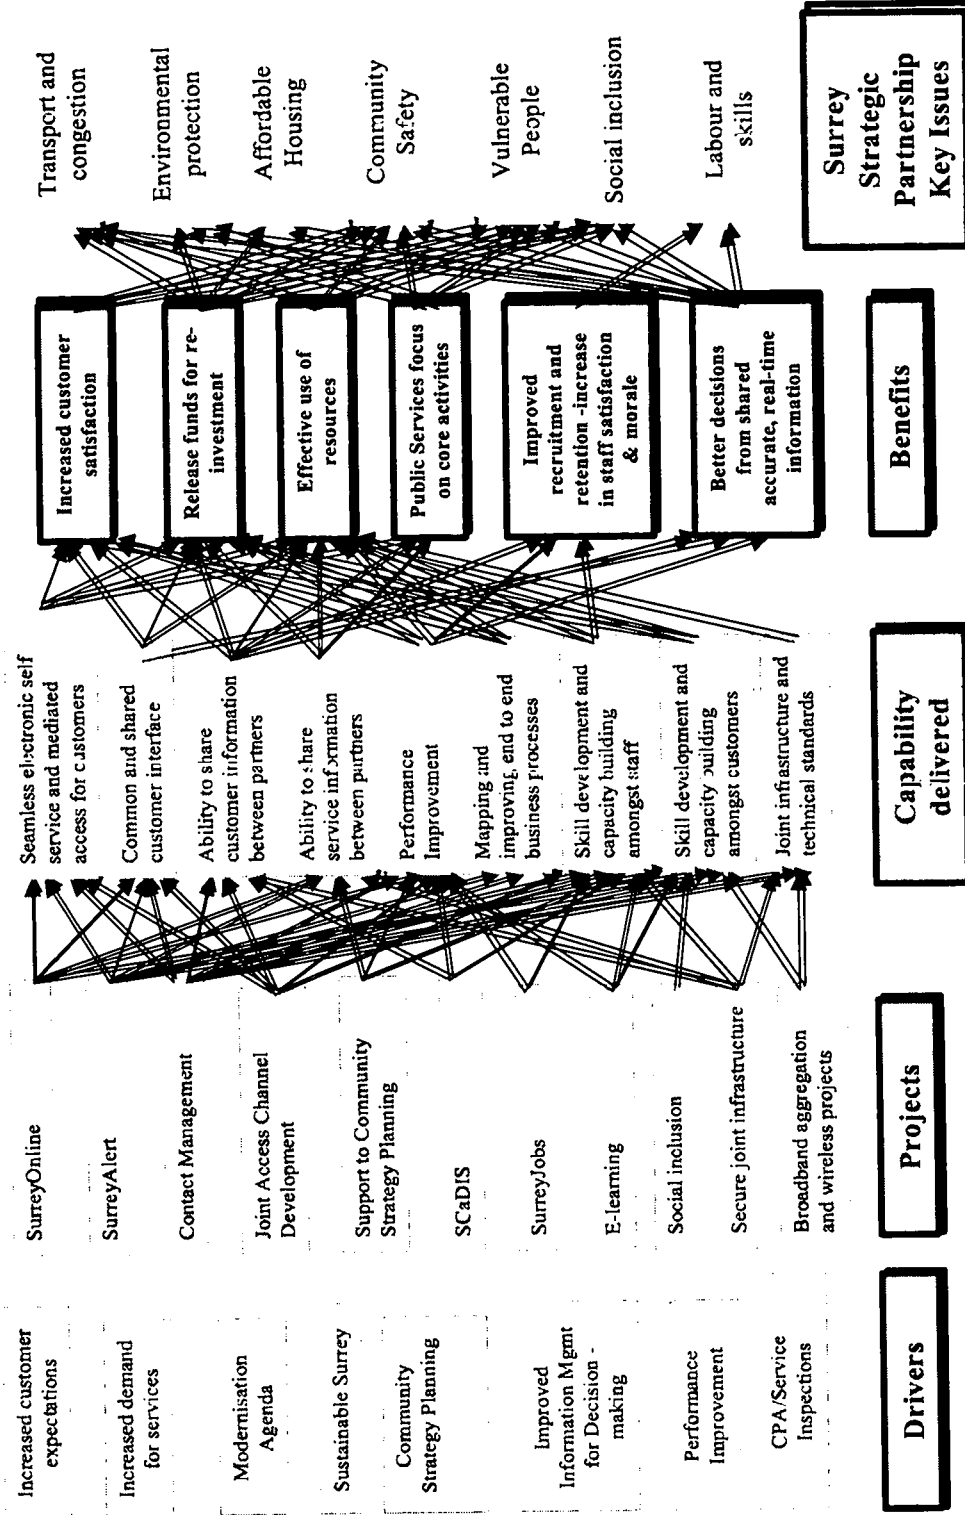 Increased customer
expectations
Increased demand
for services
Modernisation
Agenda
Sustainable Surrey
Community
Strategy Planning
Improved
Information Mgmt
for Decision -
making
Performance
Improvement
CPA/Service
Inspections
Drivers
SurreyOnline
SurreyAlert
Contact Management
Joint Access Channel
Development
Support to Community
Strategy Planning
SCaDIS
SurreyJobs
E-learning
Social inclusion
Secure joint infrastructure
Broadband aggregation
and wireless projects
Projects
Seamless electronic self
service and mediated
access for customers
Common and shared
customer interface
Ability to share
customer information
between partners
Ability to share
service information
between partners
Performance
Improvement
Mapping and
improving end to end
business processes
Skill development and
capacity building
amongst staff
Skill development and
capacity building
amongst customers
Joint infrastructure and
technical standards
Capability
delivered
Increased customer
satisfaction
Release funds for re-
investment
Effective use of
resources
Public Services focus
on core activities
Improved
recruitment and
retention -increase
in staff satisfaction
& morale
Better decisions
from shared
accurate, real-time
information
Benefits
Transport and
congestion
Environmental
protection
Affordable
Housing
Community
Safety
Vulnerable
People
Social inclusion
Labour and
skills
Surrey
Strategic
Partnership
Key Issues